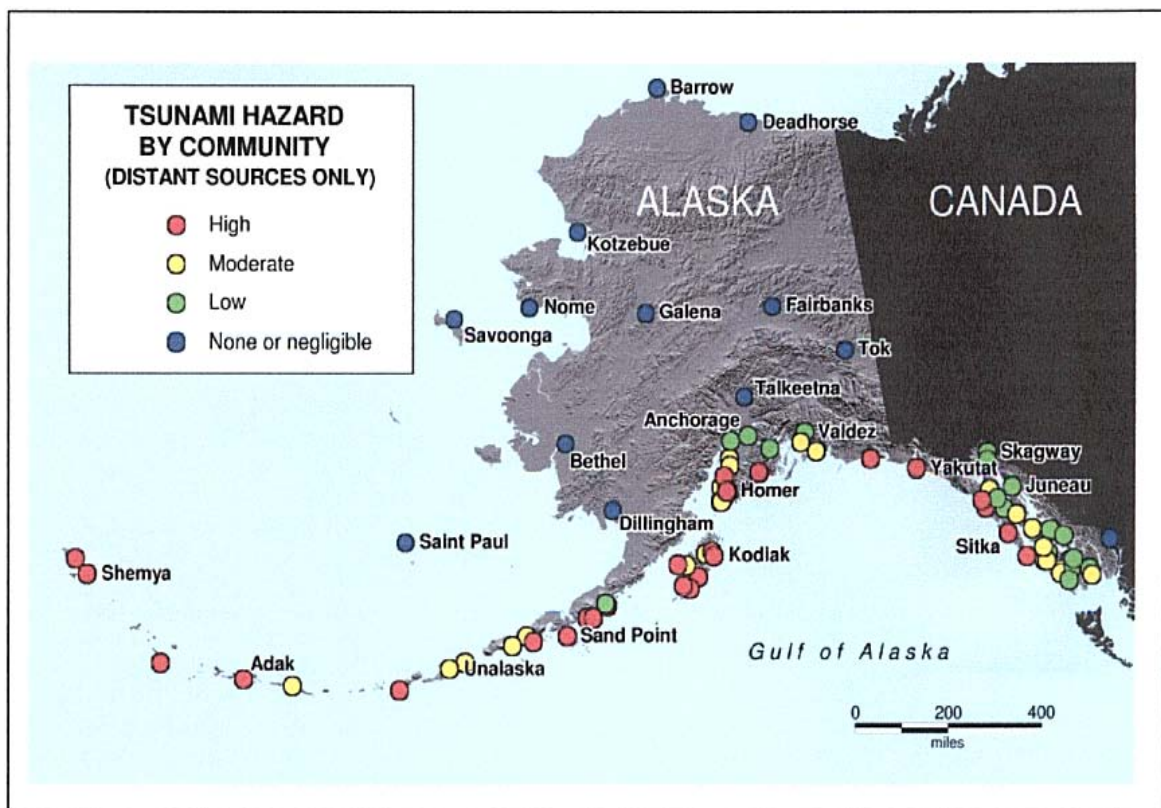 TSUNAMI HAZARD
BY COMMUNITY
(DISTANT SOURCES ONLY)
High
Moderate
Low
None or negligible
Barrow
Deadhorse
ALASKA
CANADA
Kotzebue
Nome
Galena
Fairbanks
Savoonga
Tok
Talkeetna
Anchorage
Valdez
Bethel
Skagway
Yakutat
Juneau
Homer
Dillingham
Saint Paul
Sitka
Kodiak
Shemya
Sand Point
Adak
Unalaska
Gulf of Alaska
0 200 400
miles